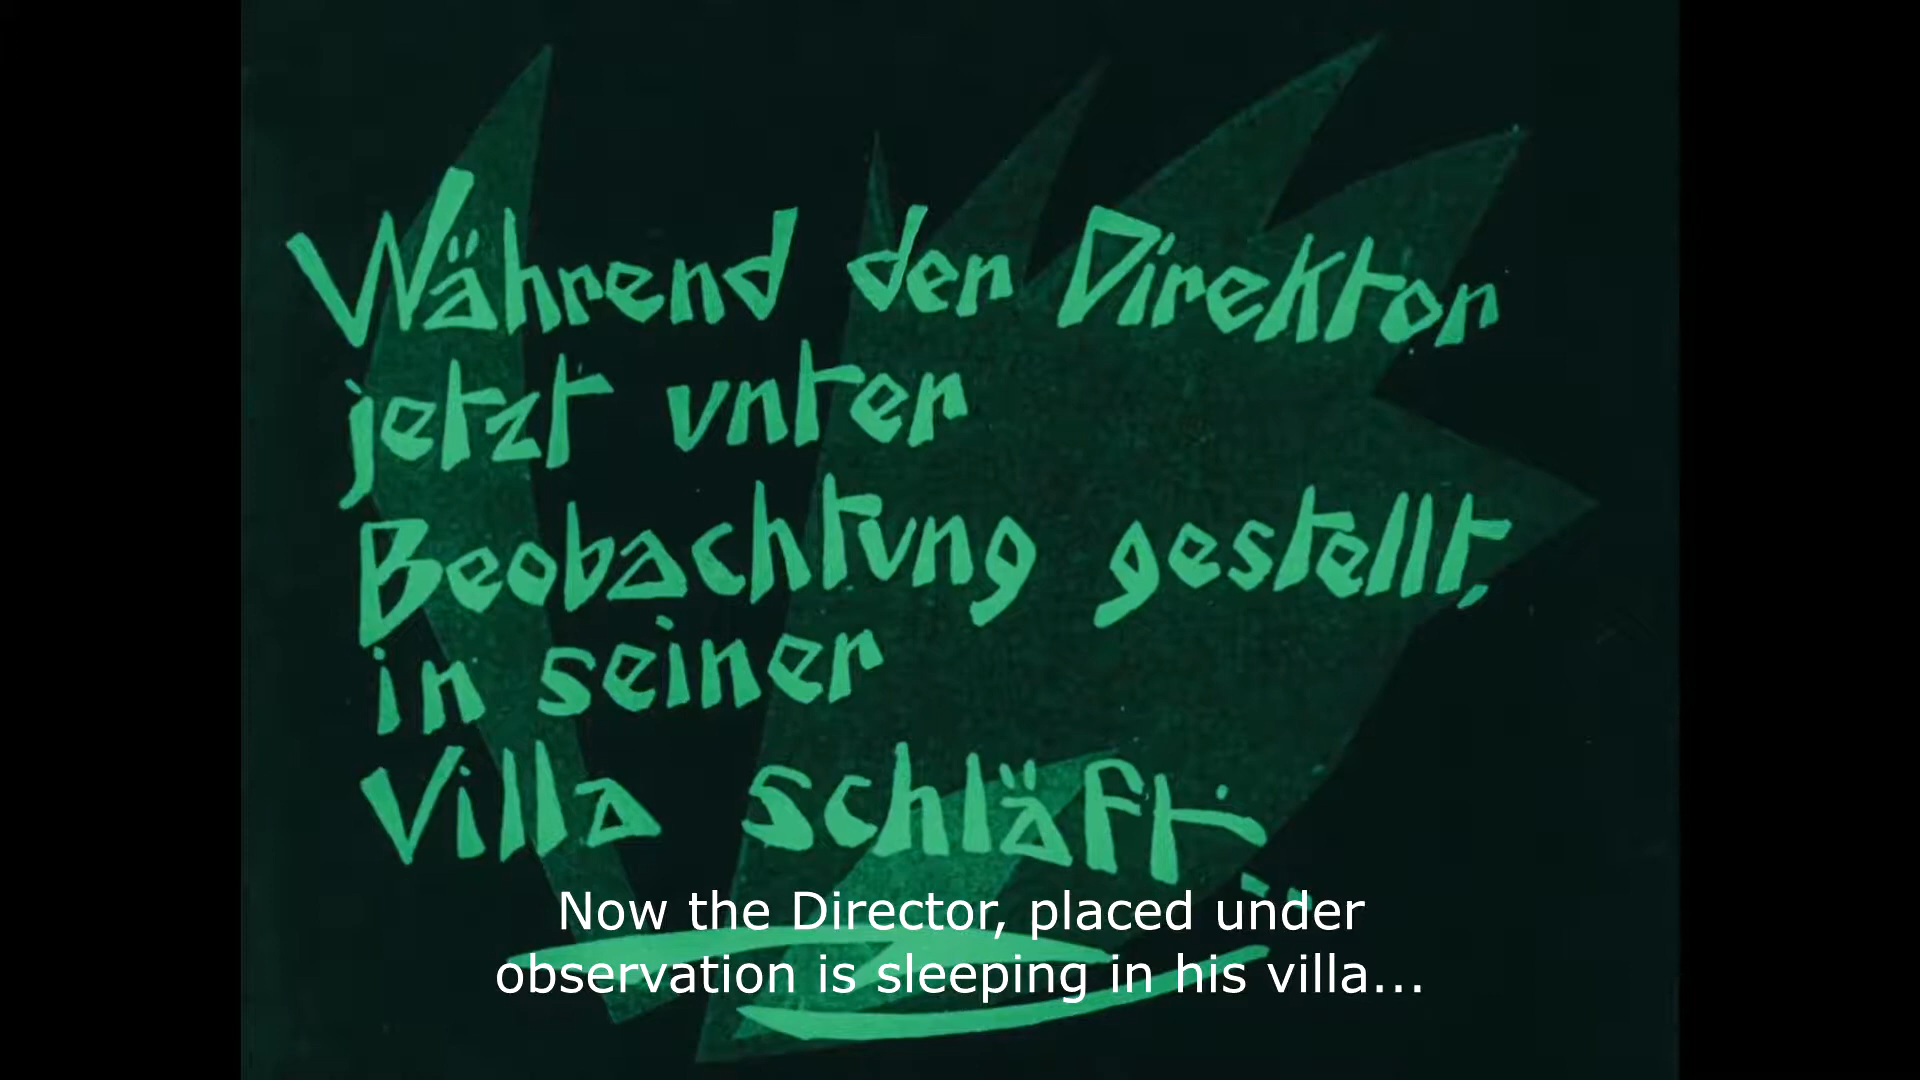 Während der Direktor
jetzt unter
Beobachtung gestellt,
in seiner
Villa schläft...
Now the Director, placed under
observation is sleeping in his villa...